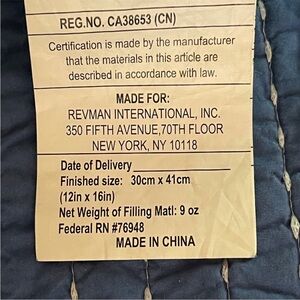 REG.NO. CA38653 (CN)
Certification is made by the manufacturer
that the materials in this article are
described in accordance with law.
MADE FOR:
REVMAN INTERNATIONAL, INC.
350 FIFTH AVENUE,70TH FLOOR
NEW YORK, NY 10118
Date of Delivery
Finished size: 30cm x 41cm
(12in x 16in)
Net Weight of Filling Matl: 9 oz
Federal RN #76948
MADE IN CHINA